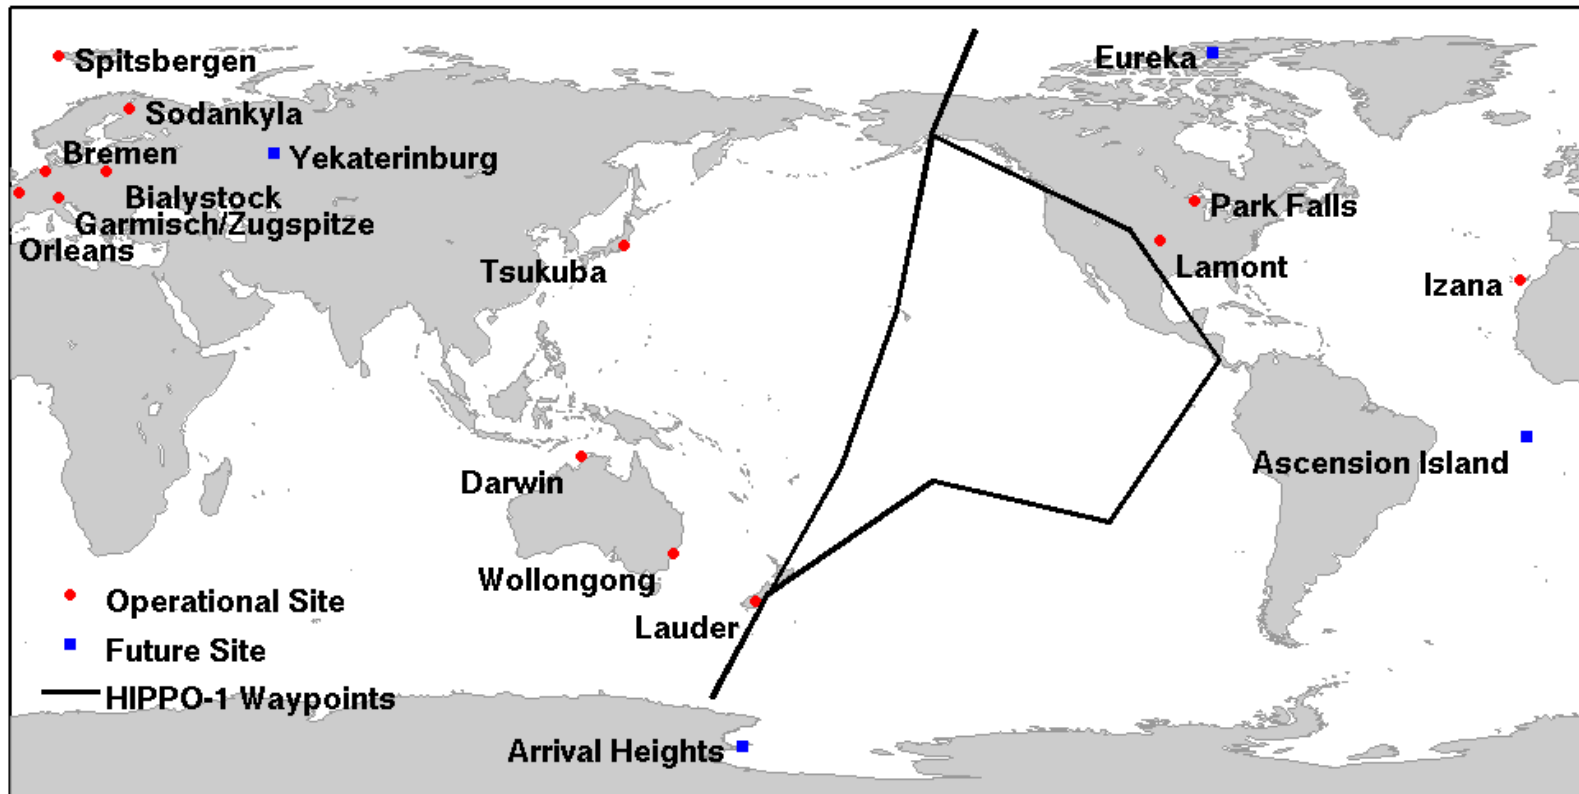 Spitsbergen
Eureka
Sodankyla
Bremen
Yekaterinburg
Bialystock
Garmisch/Zugspitze
Orleans
Park Falls
Tsukuba
Lamont
Izana
Darwin
Ascension Island
Wollongong
Lauder
Operational Site
Future Site
HIPPO-1 Waypoints
Arrival Heights